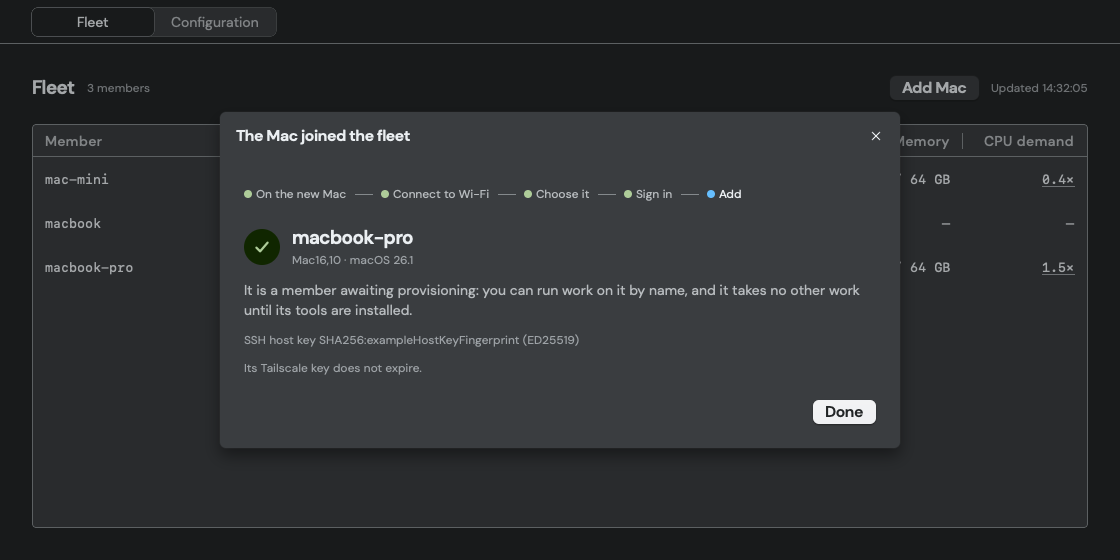 Fleet
Configuration
Fleet
3 members
Add Mac
Updated 14:32:05
Member
Memory
CPU demand
The Mac joined the fleet
mac-mini
64 GB
0.4×
On the new Mac
Connect to Wi-Fi
Choose it
Sign in
Add
macbook
—
—
macbook-pro
Mac16,10 · macOS 26.1
macbook-pro
64 GB
1.5×
It is a member awaiting provisioning: you can run work on it by name, and it takes no other work
until its tools are installed.
SSH host key SHA256:exampleHostKeyFingerprint (ED25519)
Its Tailscale key does not expire.
Done